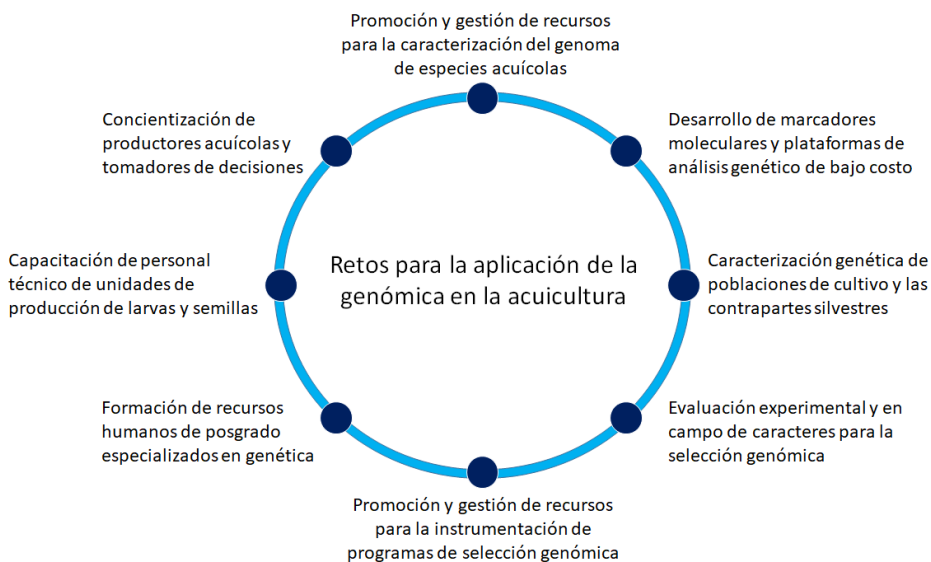 Promoción y gestión de recursos
para la caracterización del genoma
de especies acuícolas
Desarrollo de marcadores
moleculares y plataformas de
análisis genético de bajo costo
Caracterización genética de
poblaciones de cultivo y las
contrapartes silvestres
Evaluación experimental y en
campo de caracteres para la
selección genómica
Promoción y gestión de recursos
para la instrumentación de
programas de selección genómica
Formación de recursos
humanos de posgrado
especializados en genética
Capacitación de personal
técnico de unidades de
producción de larvas y semillas
Concientización de
productores acuícolas y
tomadores de decisiones
Retos para la aplicación de la
genómica en la acuicultura